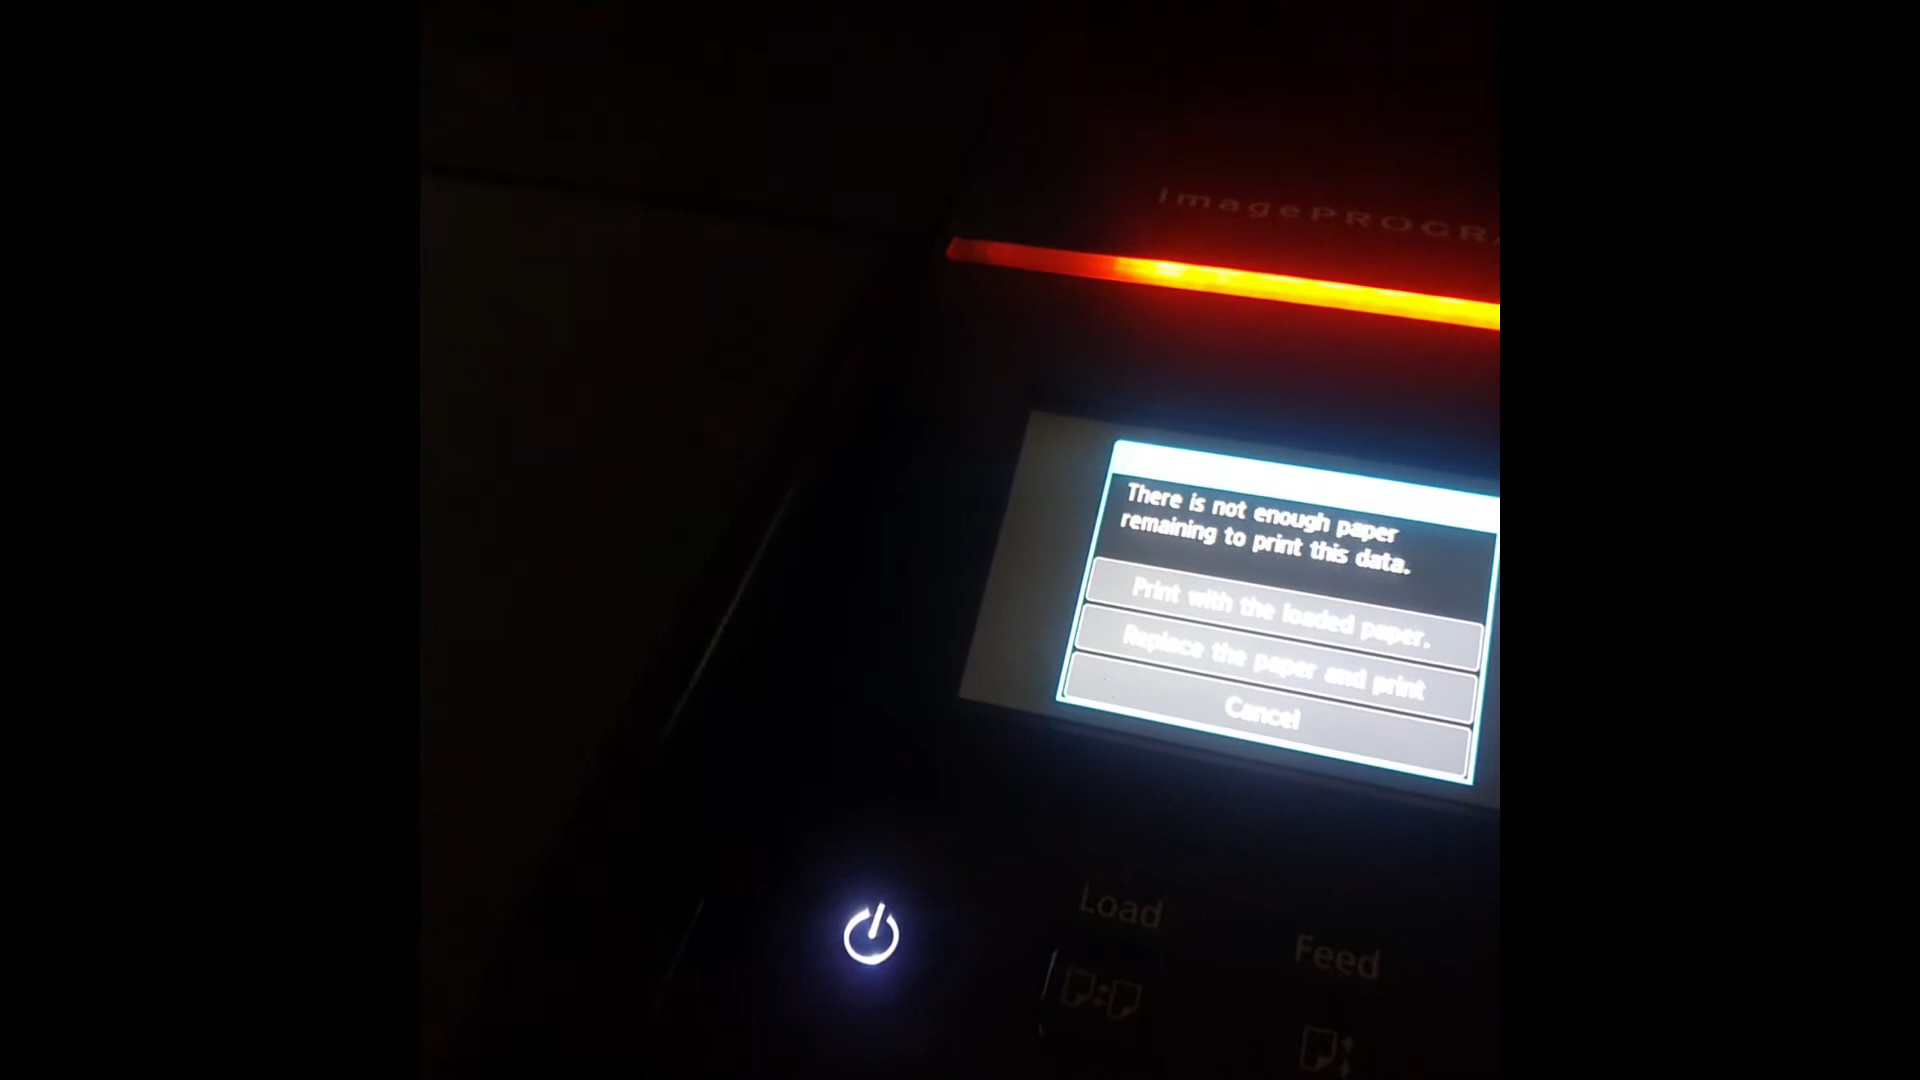 imagePROGRA
There is not enough paper
remaining to print this data.
Print with the loaded paper.
Replace the paper and print
Cancel
Load
Feed